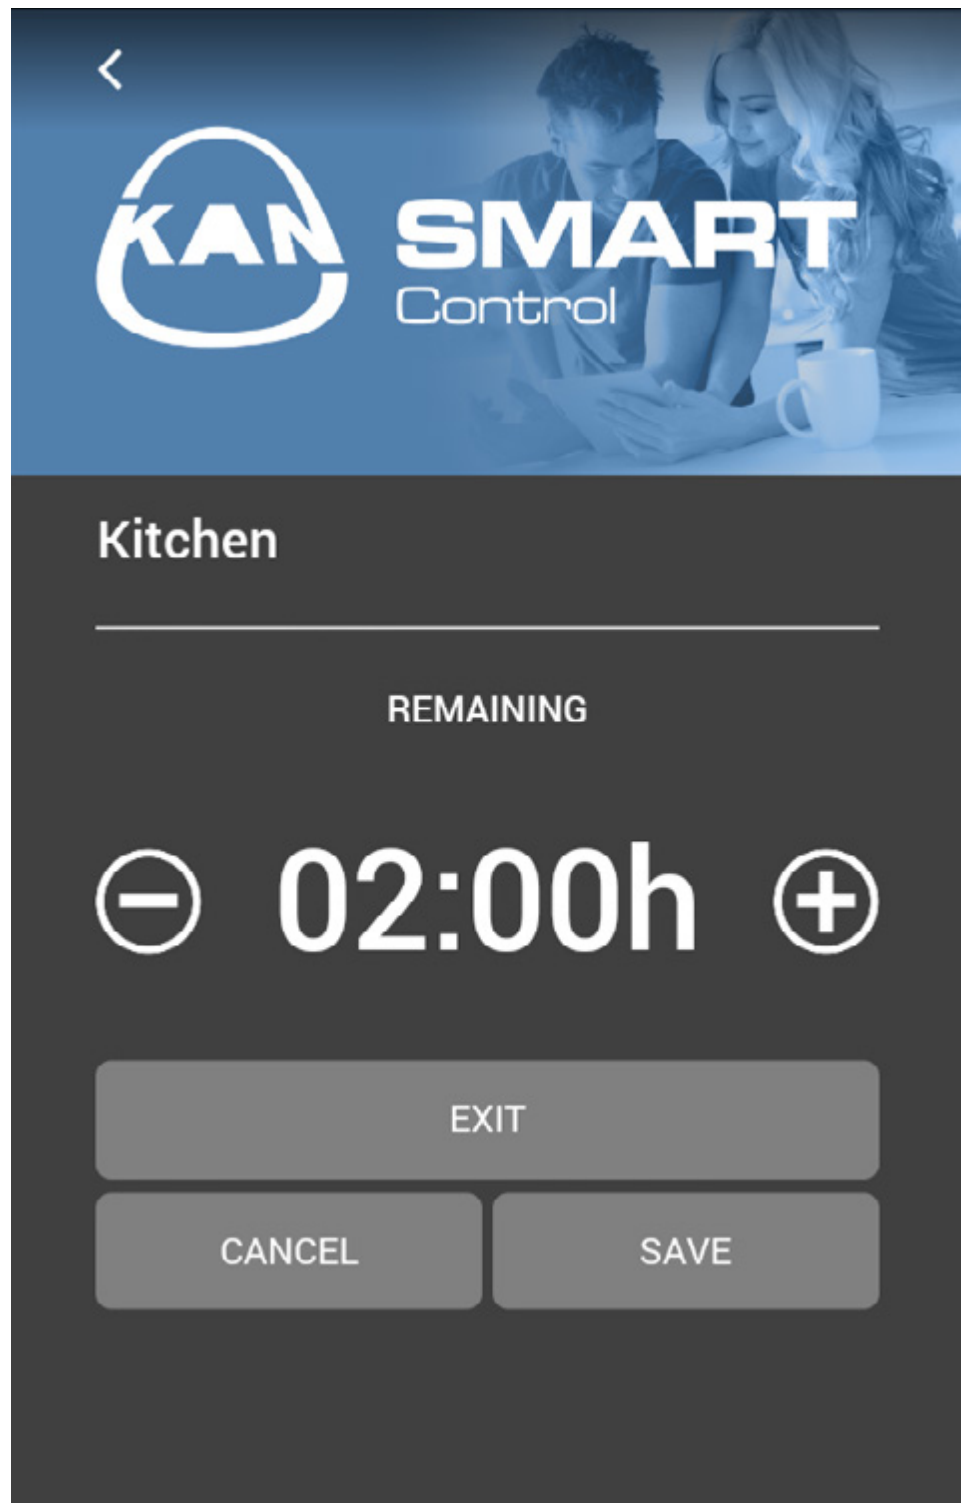 KAN SMART
Control
Kitchen
REMAINING
02:00h
EXIT
CANCEL SAVE